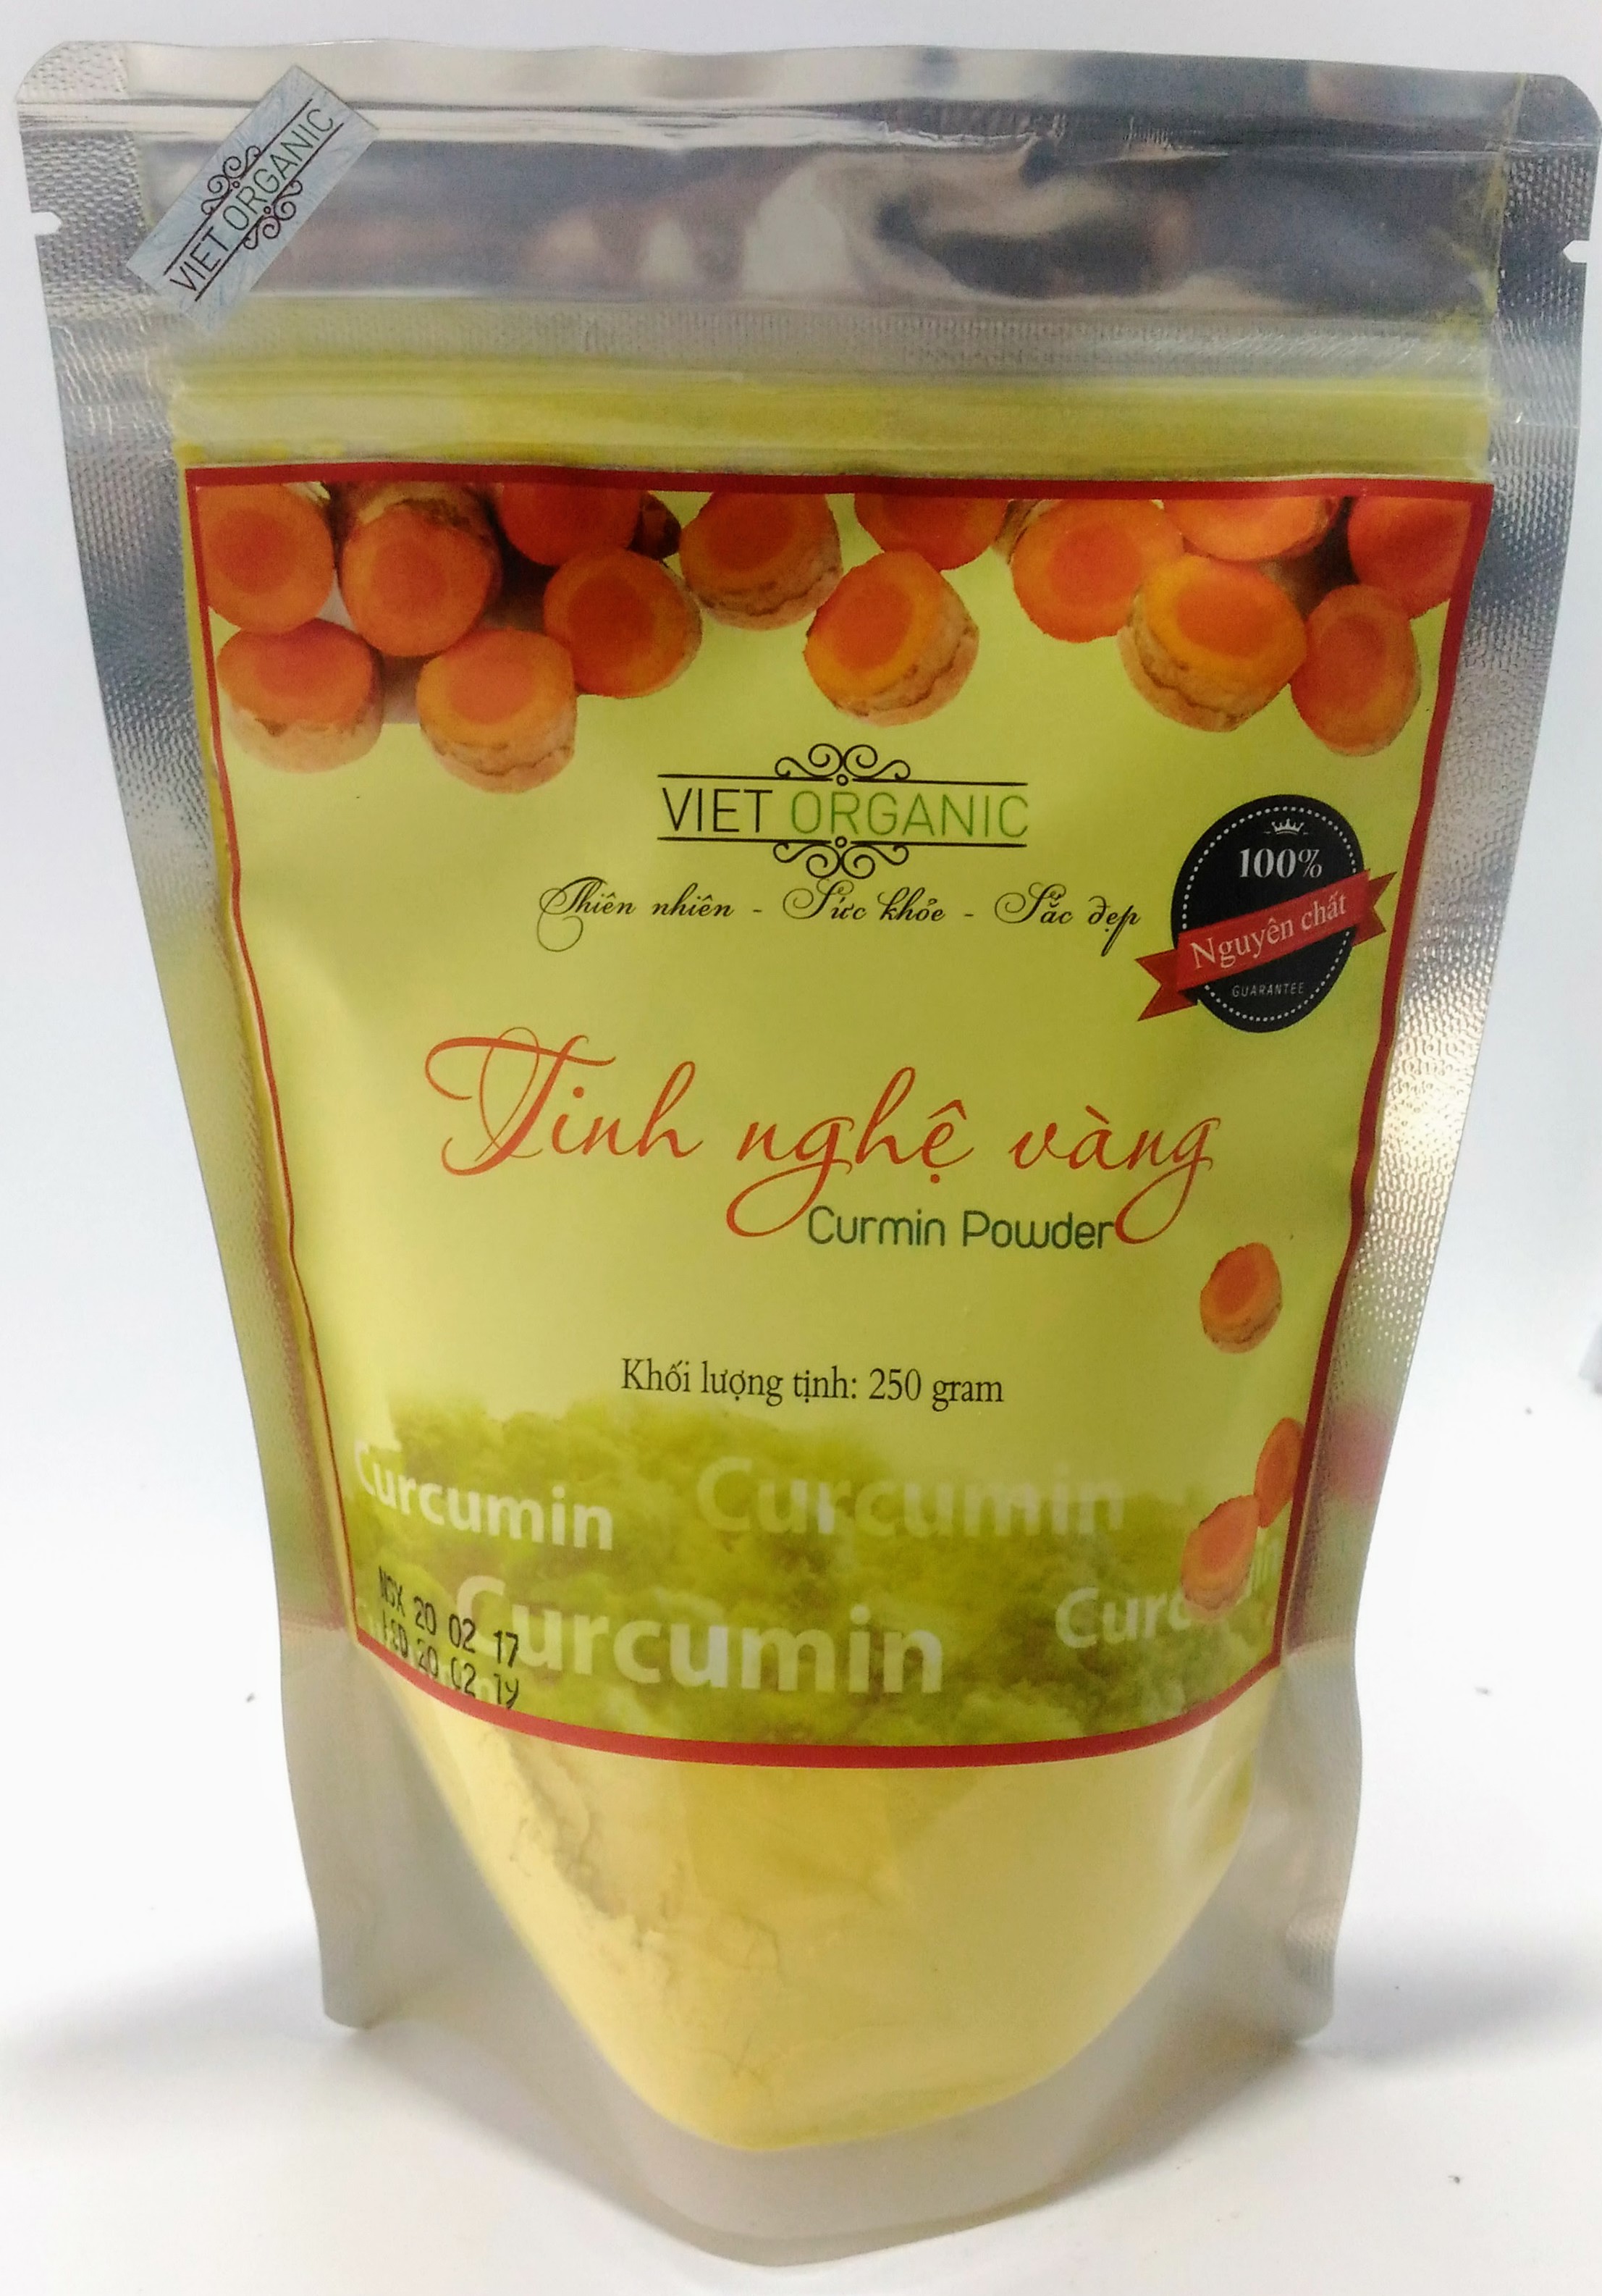 VIET ORGANIC
VIET ORGANIC
Thiên nhiên - Sức khỏe - Sắc đẹp
100%
Nguyên chất
GUARANTEE
Tinh nghệ vàng
Curmin Powder
Khối lượng tịnh: 250 gram
Curcumin Curcumin
Curcumin
NSX 20 02 17
20 02 19